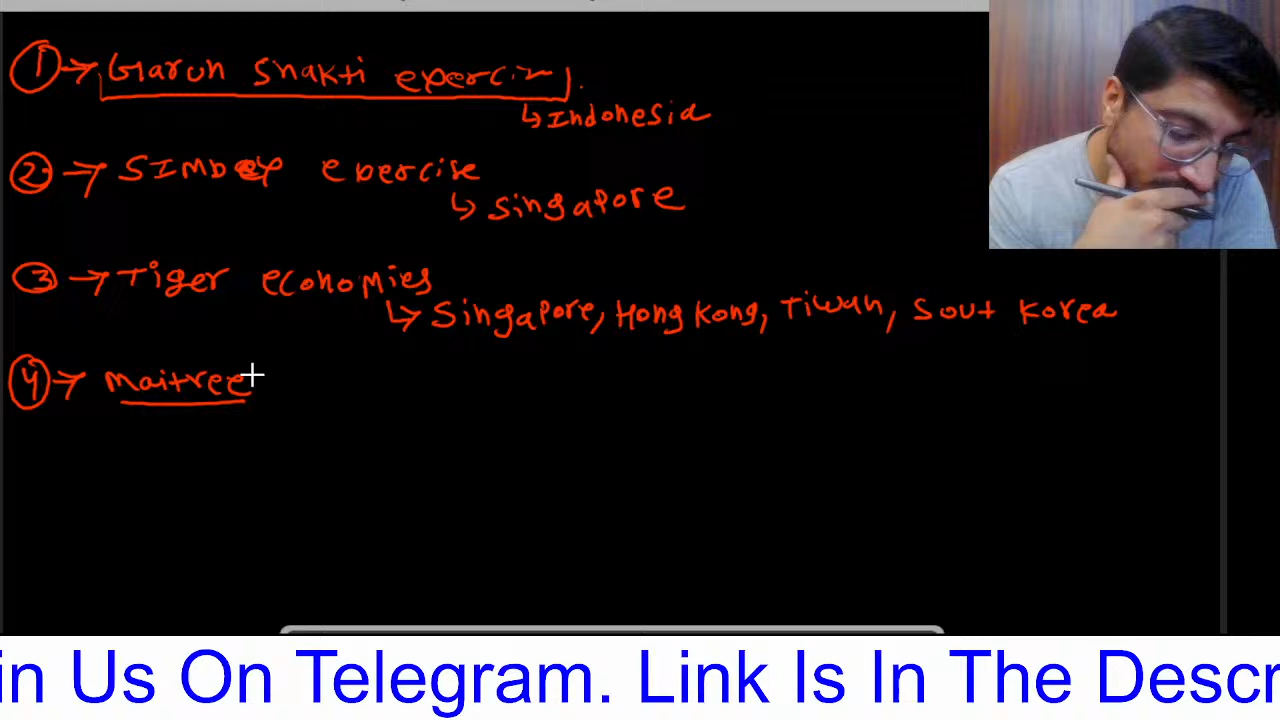 ① → Garun Shakti exercise.
↳ Indonesia
② → SIMBEX exercise
↳ Singapore
③ → Tiger economies
↳ Singapore, Hong Kong, Tiwan, Sout Korea
④ → Maitree
in Us On Telegram. Link Is In The Descr